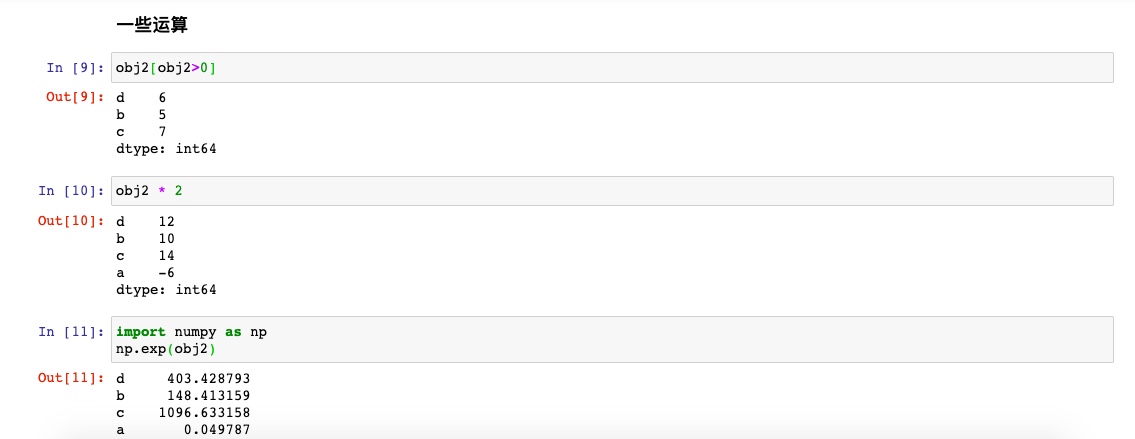 一些运算
In [9]: obj2[obj2>0]
Out[9]: d    6
b    5
c    7
dtype: int64
In [10]: obj2 * 2
Out[10]: d    12
b    10
c    14
a    -6
dtype: int64
In [11]: import numpy as np
np.exp(obj2)
Out[11]: d     403.428793
b     148.413159
c    1096.633158
a       0.049787